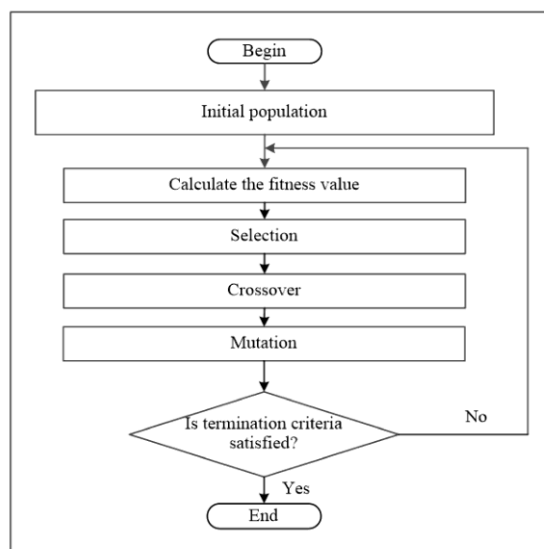 Begin
Initial population
Calculate the fitness value
Selection
Crossover
Mutation
Is termination criteria
satisfied?
No
Yes
End